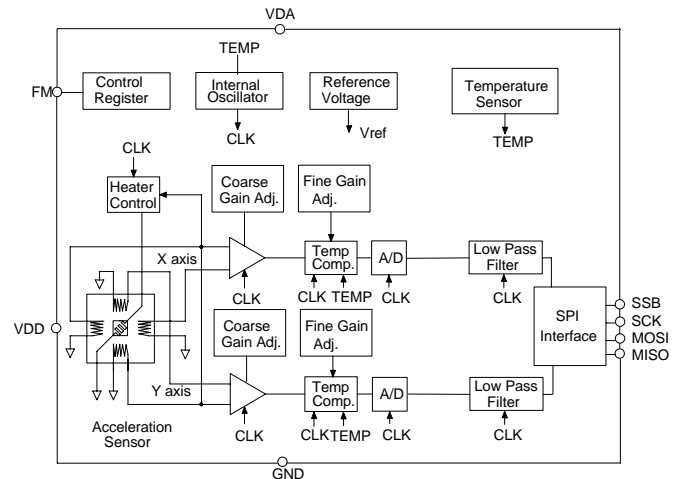 VDA
TEMP
FM
Control
Register
Internal
Oscillator
Reference
Voltage
Temperature
Sensor
CLK
Vref
TEMP
CLK
Heater
Control
Coarse
Gain Adj.
Fine Gain
Adj.
X axis
Temp
Comp.
A/D
Low Pass
Filter
CLK
CLK
TEMP
CLK
CLK
VDD
SPI
Interface
SSB
SCK
MOSI
MISO
Coarse
Gain Adj.
Fine Gain
Adj.
Y axis
Temp
Comp.
A/D
Low Pass
Filter
CLK
CLK
TEMP
CLK
CLK
Acceleration
Sensor
GND